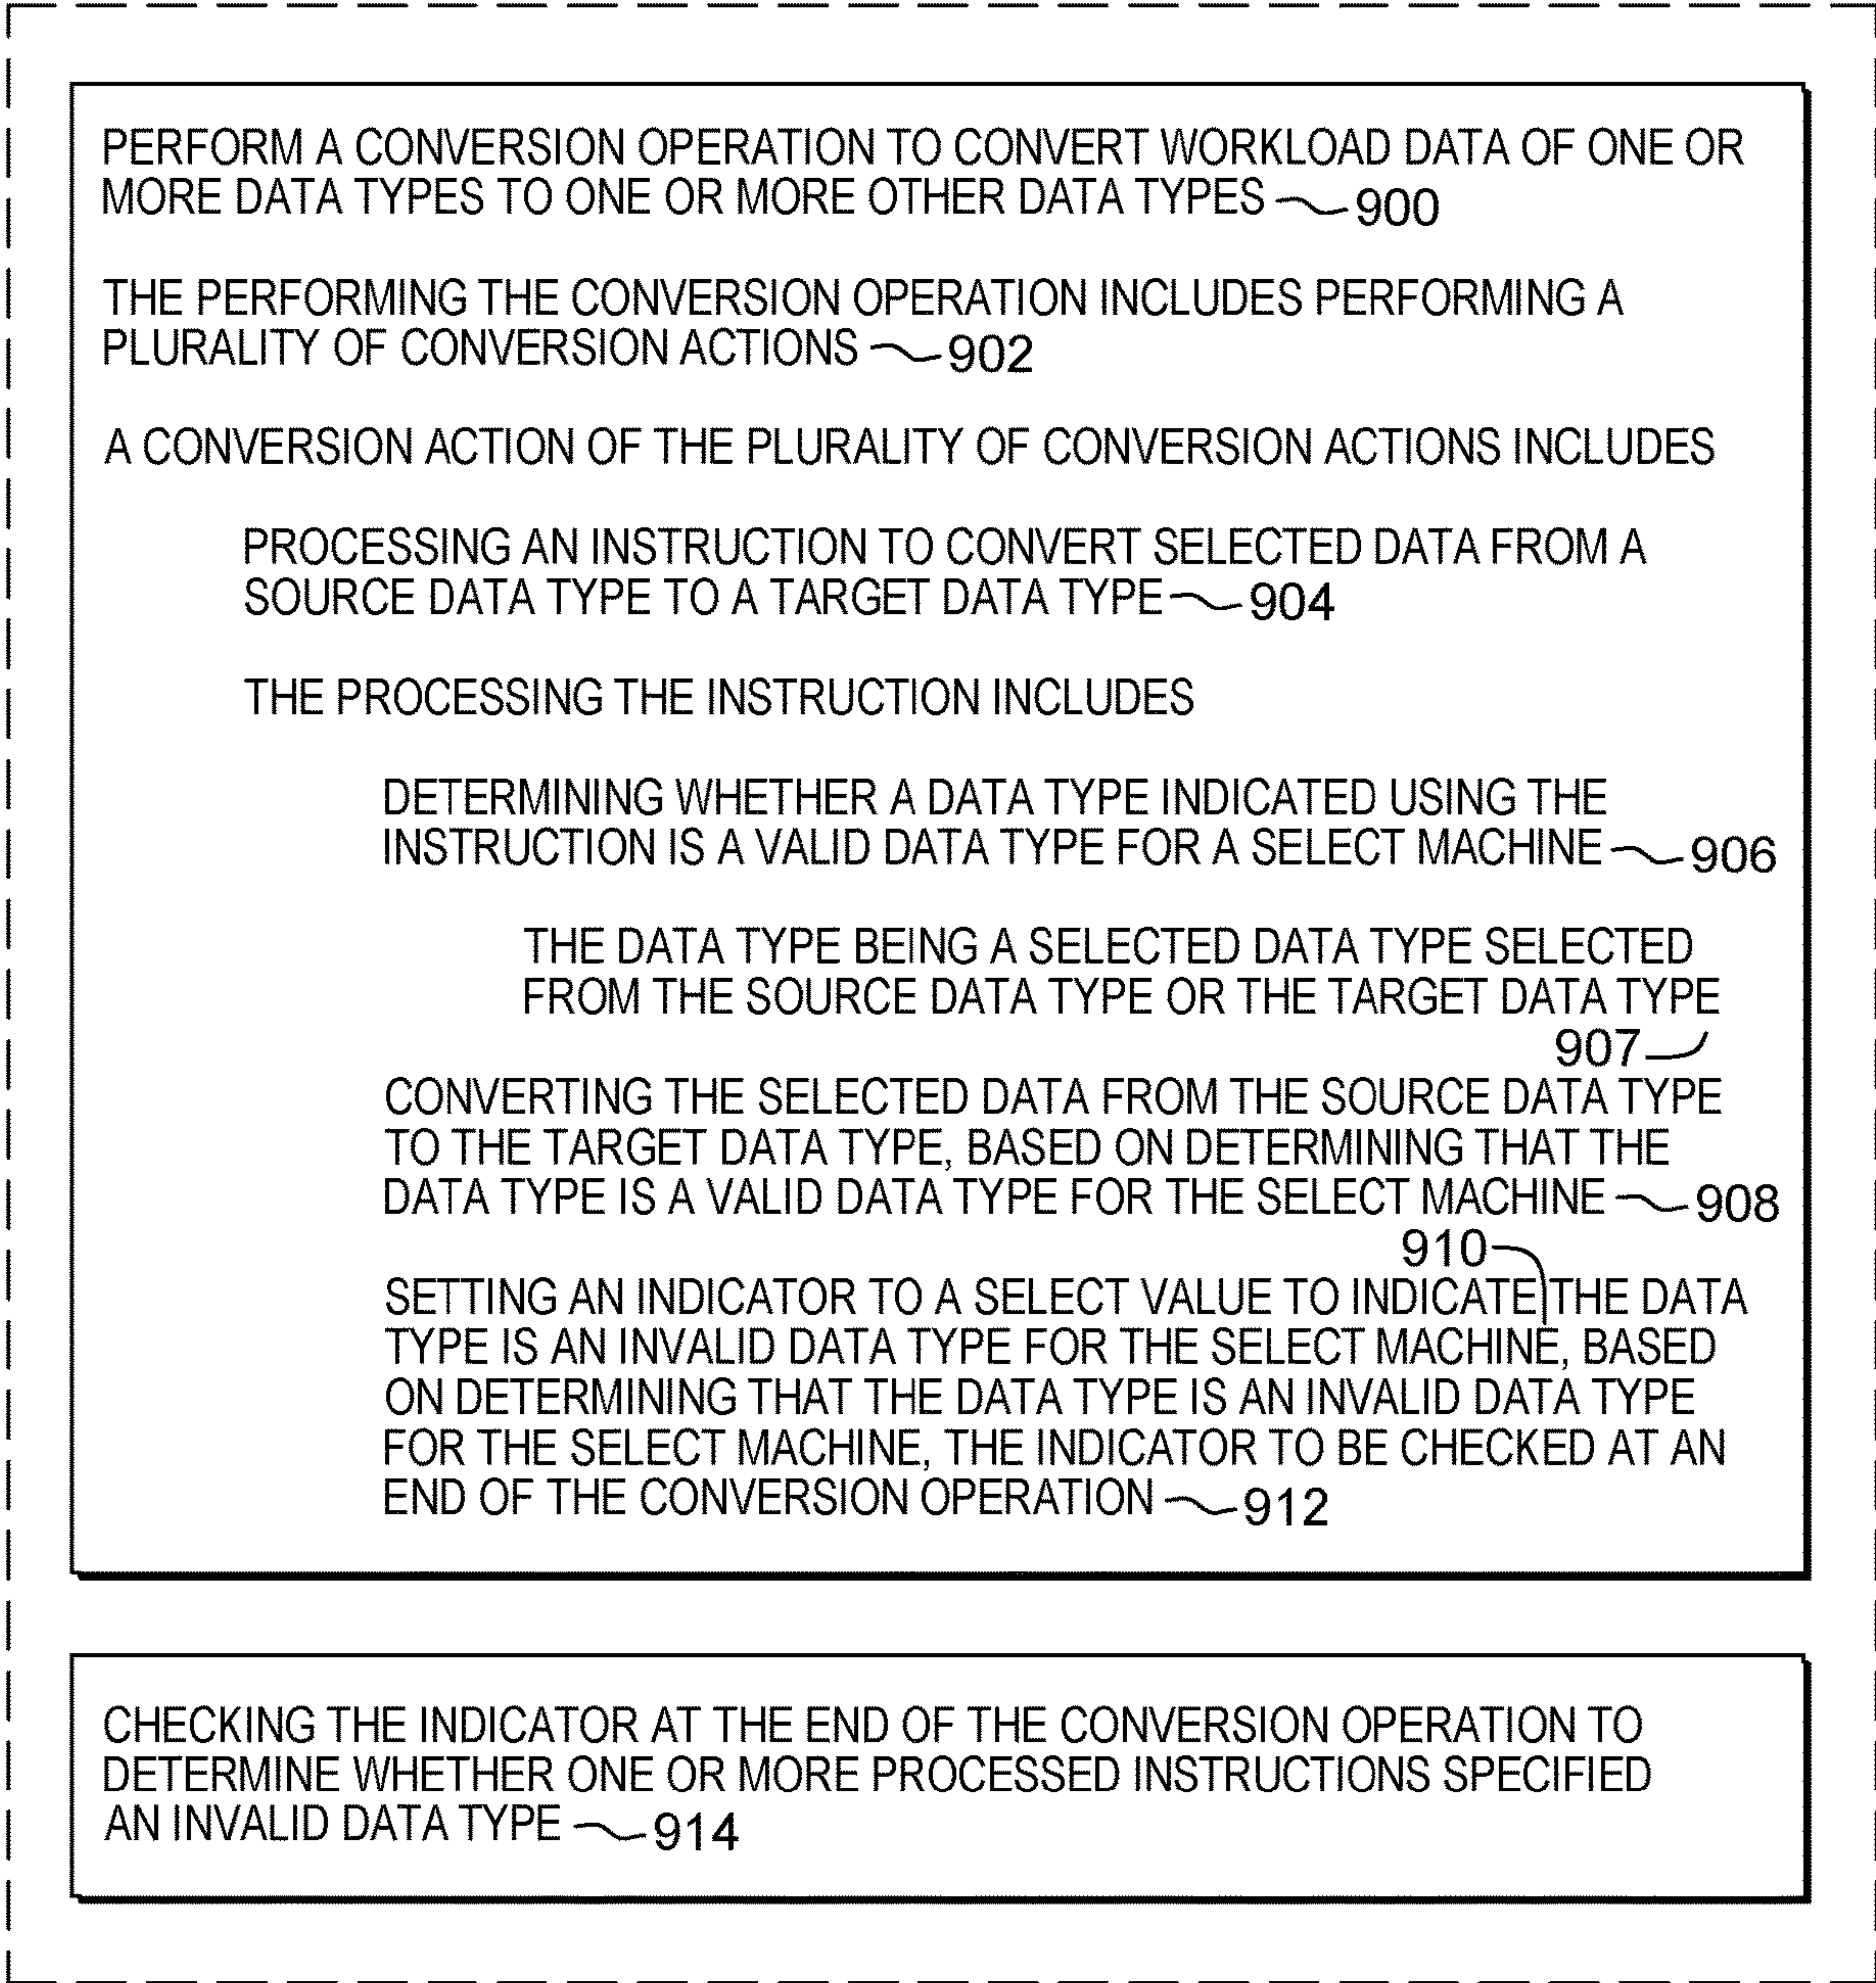 PERFORM A CONVERSION OPERATION TO CONVERT WORKLOAD DATA OF ONE OR
MORE DATA TYPES TO ONE OR MORE OTHER DATA TYPES 900
THE PERFORMING THE CONVERSION OPERATION INCLUDES PERFORMING A
PLURALITY OF CONVERSION ACTIONS 902
A CONVERSION ACTION OF THE PLURALITY OF CONVERSION ACTIONS INCLUDES
PROCESSING AN INSTRUCTION TO CONVERT SELECTED DATA FROM A
SOURCE DATA TYPE TO A TARGET DATA TYPE 904
THE PROCESSING THE INSTRUCTION INCLUDES
DETERMINING WHETHER A DATA TYPE INDICATED USING THE
INSTRUCTION IS A VALID DATA TYPE FOR A SELECT MACHINE 906
THE DATA TYPE BEING A SELECTED DATA TYPE SELECTED
FROM THE SOURCE DATA TYPE OR THE TARGET DATA TYPE
907
CONVERTING THE SELECTED DATA FROM THE SOURCE DATA TYPE
TO THE TARGET DATA TYPE, BASED ON DETERMINING THAT THE
DATA TYPE IS A VALID DATA TYPE FOR THE SELECT MACHINE 908
910
SETTING AN INDICATOR TO A SELECT VALUE TO INDICATE THE DATA
TYPE IS AN INVALID DATA TYPE FOR THE SELECT MACHINE, BASED
ON DETERMINING THAT THE DATA TYPE IS AN INVALID DATA TYPE
FOR THE SELECT MACHINE, THE INDICATOR TO BE CHECKED AT AN
END OF THE CONVERSION OPERATION 912
CHECKING THE INDICATOR AT THE END OF THE CONVERSION OPERATION TO
DETERMINE WHETHER ONE OR MORE PROCESSED INSTRUCTIONS SPECIFIED
AN INVALID DATA TYPE 914